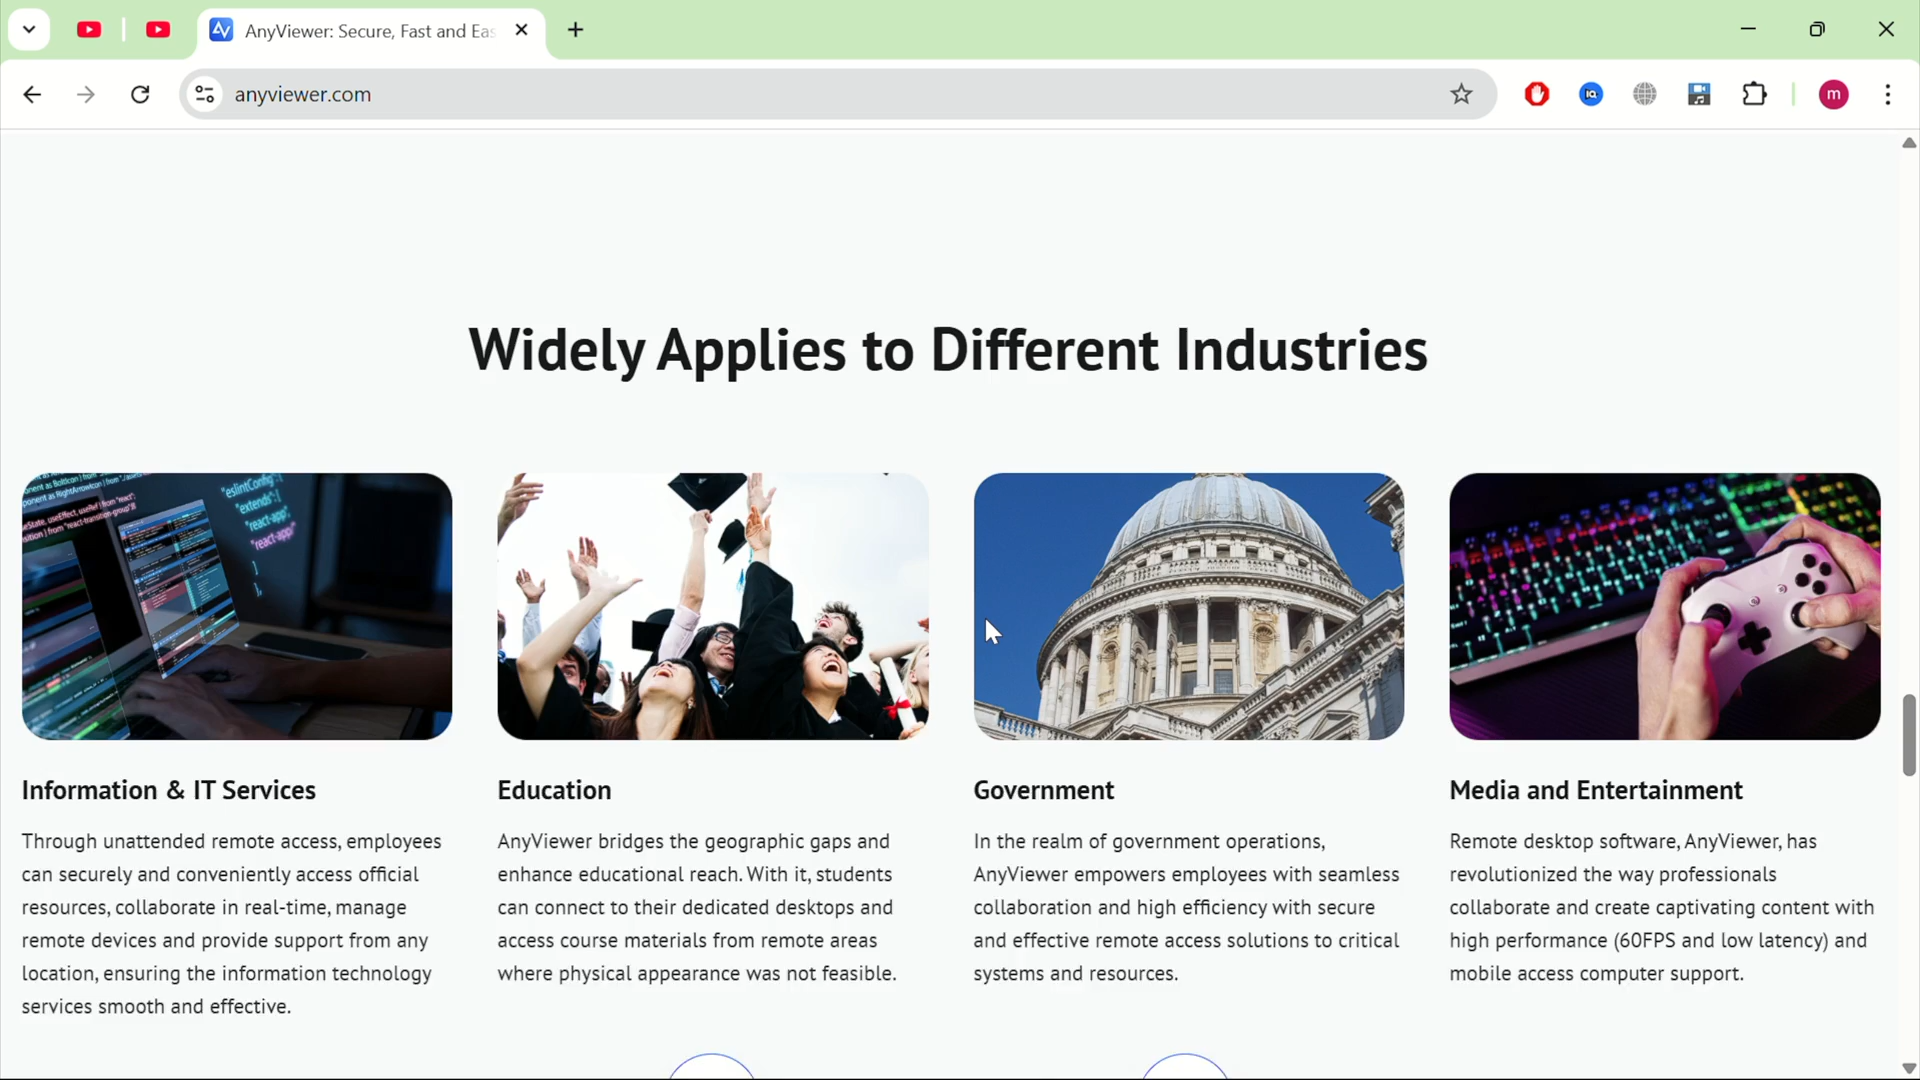 AnyViewer: Secure, Fast and Eas
anyviewer.com
m
Widely Applies to Different Industries
"eslintConfig": {
"extends": [
"react-app",
Information & IT Services
Through unattended remote access, employees
can securely and conveniently access official
resources, collaborate in real-time, manage
remote devices and provide support from any
location, ensuring the information technology
services smooth and effective.
Education
AnyViewer bridges the geographic gaps and
enhance educational reach. With it, students
can connect to their dedicated desktops and
access course materials from remote areas
where physical appearance was not feasible.
Government
In the realm of government operations,
AnyViewer empowers employees with seamless
collaboration and high efficiency with secure
and effective remote access solutions to critical
systems and resources.
Media and Entertainment
Remote desktop software, AnyViewer, has
revolutionized the way professionals
collaborate and create captivating content with
high performance (60FPS and low latency) and
mobile access computer support.